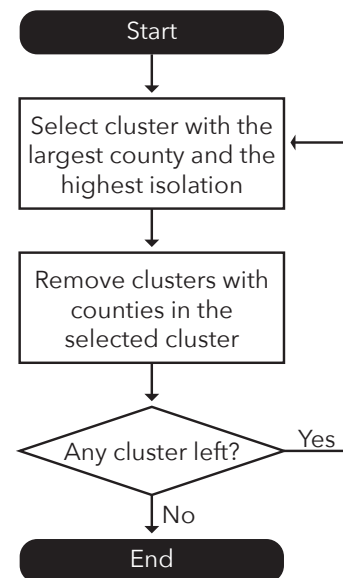 Start
Select cluster with the
largest county and the
highest isolation
Remove clusters with
counties in the
selected cluster
Any cluster left?
Yes
No
End